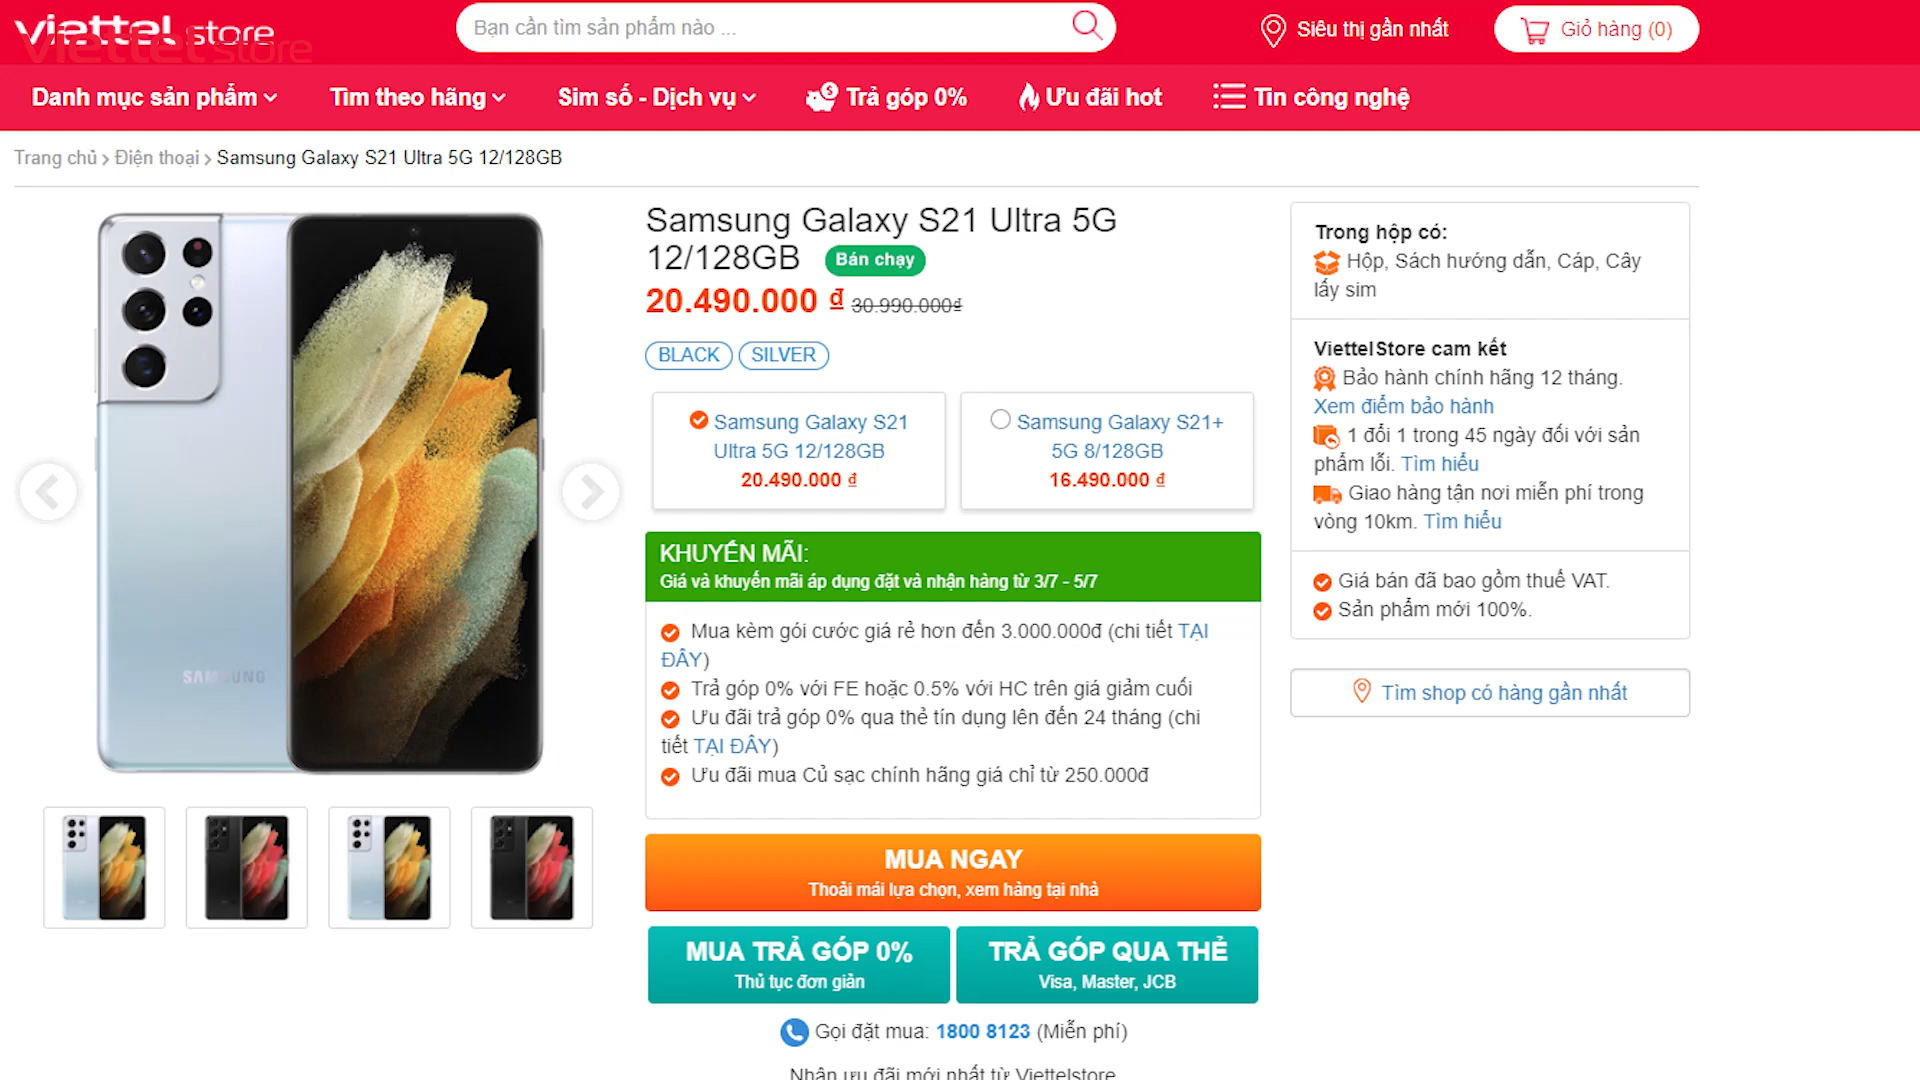 viettel store
Bạn cần tìm sản phẩm nào ...
Siêu thị gần nhất
Giỏ hàng (0)
Danh mục sản phẩm
Tìm theo hãng
Sim số - Dịch vụ
Trả góp 0%
Ưu đãi hot
Tin công nghệ
Trang chủ > Điện thoại > Samsung Galaxy S21 Ultra 5G 12/128GB
SAMSUNG
Samsung Galaxy S21 Ultra 5G
12/128GB Bán chạy
20.490.000 ₫ 30.990.000₫
BLACK SILVER
Samsung Galaxy S21
Ultra 5G 12/128GB
20.490.000 ₫
Samsung Galaxy S21+
5G 8/128GB
16.490.000 ₫
KHUYẾN MÃI:
Giá và khuyến mãi áp dụng đặt và nhận hàng từ 3/7 - 5/7
Mua kèm gói cước giá rẻ hơn đến 3.000.000đ (chi tiết TẠI
ĐÂY)
Trả góp 0% với FE hoặc 0.5% với HC trên giá giảm cuối
Ưu đãi trả góp 0% qua thẻ tín dụng lên đến 24 tháng (chi
tiết TẠI ĐÂY)
Ưu đãi mua Củ sạc chính hãng giá chỉ từ 250.000đ
MUA NGAY
Thoải mái lựa chọn, xem hàng tại nhà
MUA TRẢ GÓP 0%
Thủ tục đơn giản
TRẢ GÓP QUA THẺ
Visa, Master, JCB
Gọi đặt mua: 1800 8123 (Miễn phí)
Nhận ưu đãi mới nhất từ Viettelstore
Trong hộp có:
Hộp, Sách hướng dẫn, Cáp, Cây
lấy sim
ViettelStore cam kết
Bảo hành chính hãng 12 tháng.
Xem điểm bảo hành
1 đổi 1 trong 45 ngày đối với sản
phẩm lỗi. Tìm hiểu
Giao hàng tận nơi miễn phí trong
vòng 10km. Tìm hiểu
Giá bán đã bao gồm thuế VAT.
Sản phẩm mới 100%.
Tìm shop có hàng gần nhất